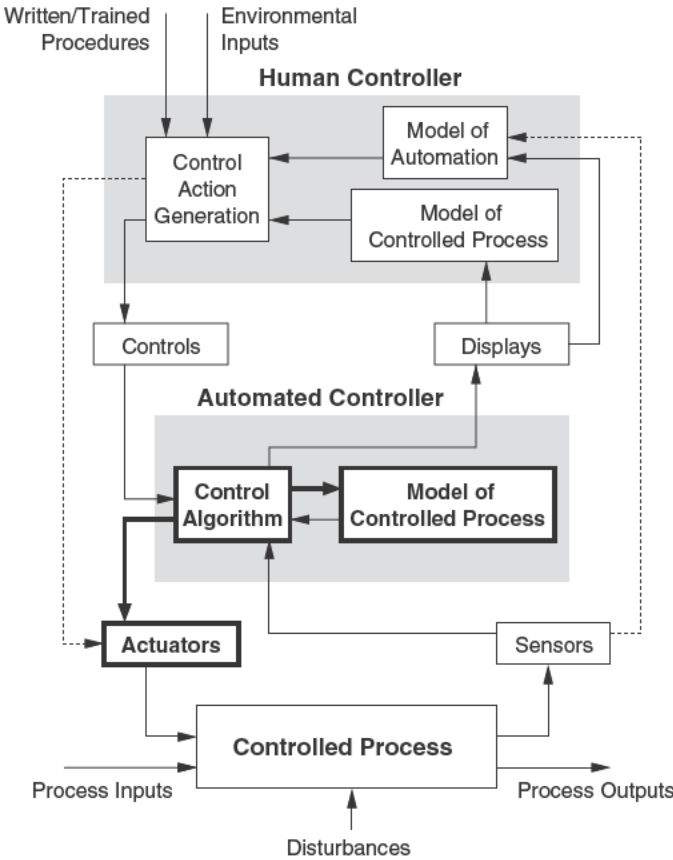 Written/Trained
Procedures
Environmental
Inputs
Human Controller
Model of
Automation
Control
Action
Generation
Model of
Controlled Process
Controls
Displays
Automated Controller
Control
Algorithm
Model of
Controlled Process
Actuators
Sensors
Controlled Process
Process Inputs
Process Outputs
Disturbances